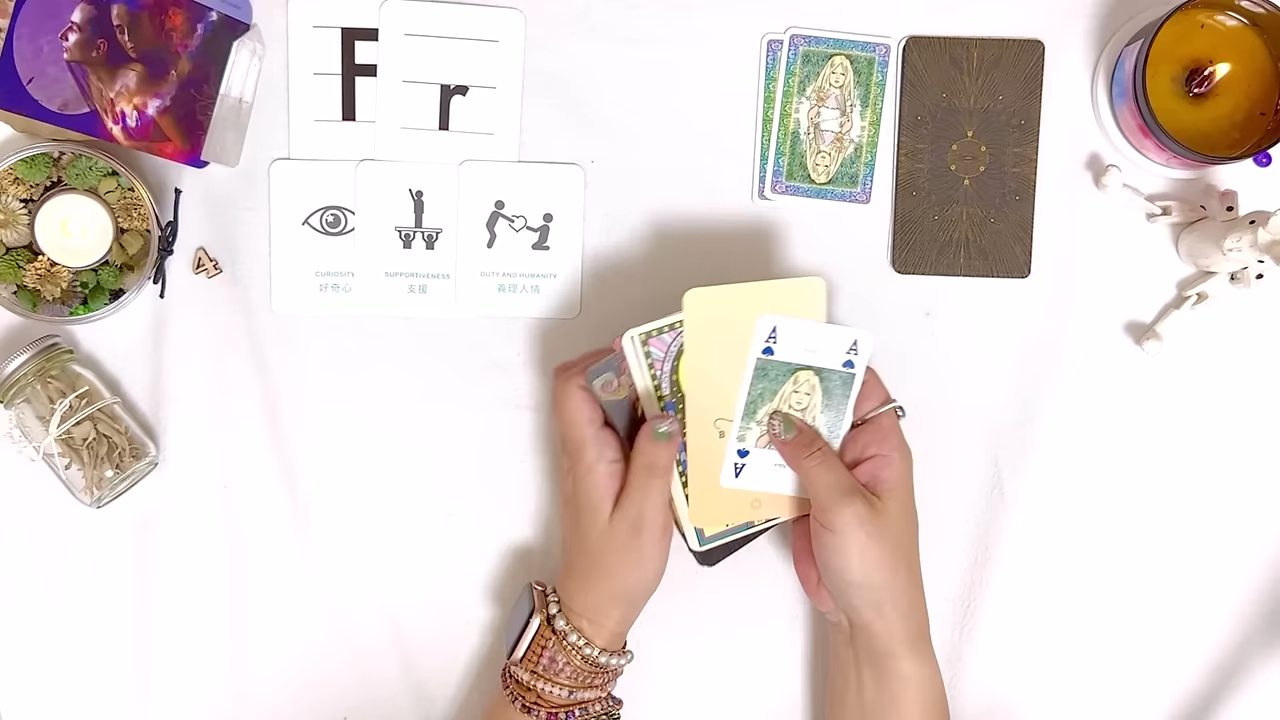 F
r
CURIOSITY
好奇心
SUPPORTIVENESS
支援
DUTY AND HUMANITY
義理人情
4
A
A
A